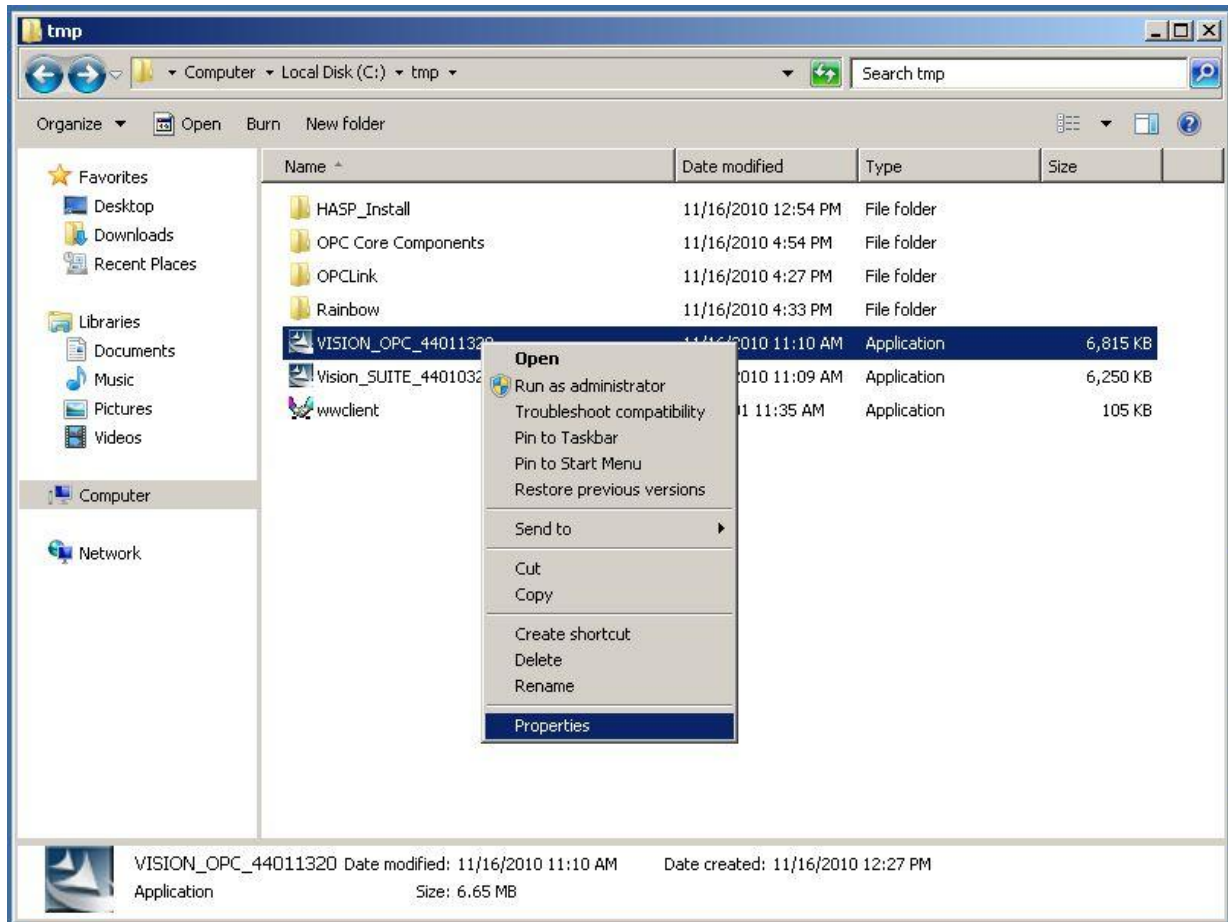 tmp
Computer Local Disk (C:) tmp
Search tmp
Organize Open Burn New folder
Name Date modified Type Size
Favorites
Desktop
Downloads
Recent Places
Libraries
Documents
Music
Pictures
Videos
Computer
Network
HASP_Install 11/16/2010 12:54 PM File folder
OPC Core Components 11/16/2010 4:54 PM File folder
OPCLink 11/16/2010 4:27 PM File folder
Rainbow 11/16/2010 4:33 PM File folder
VISION_OPC_44011320 11/16/2010 11:10 AM Application 6,815 KB
Vision_SUITE_4401032 2010 11:09 AM Application 6,250 KB
wwclient 11:35 AM Application 105 KB
Open
Run as administrator
Troubleshoot compatibility
Pin to Taskbar
Pin to Start Menu
Restore previous versions
Send to
Cut
Copy
Create shortcut
Delete
Rename
Properties
VISION_OPC_44011320 Date modified: 11/16/2010 11:10 AM Date created: 11/16/2010 12:27 PM
Application Size: 6.65 MB